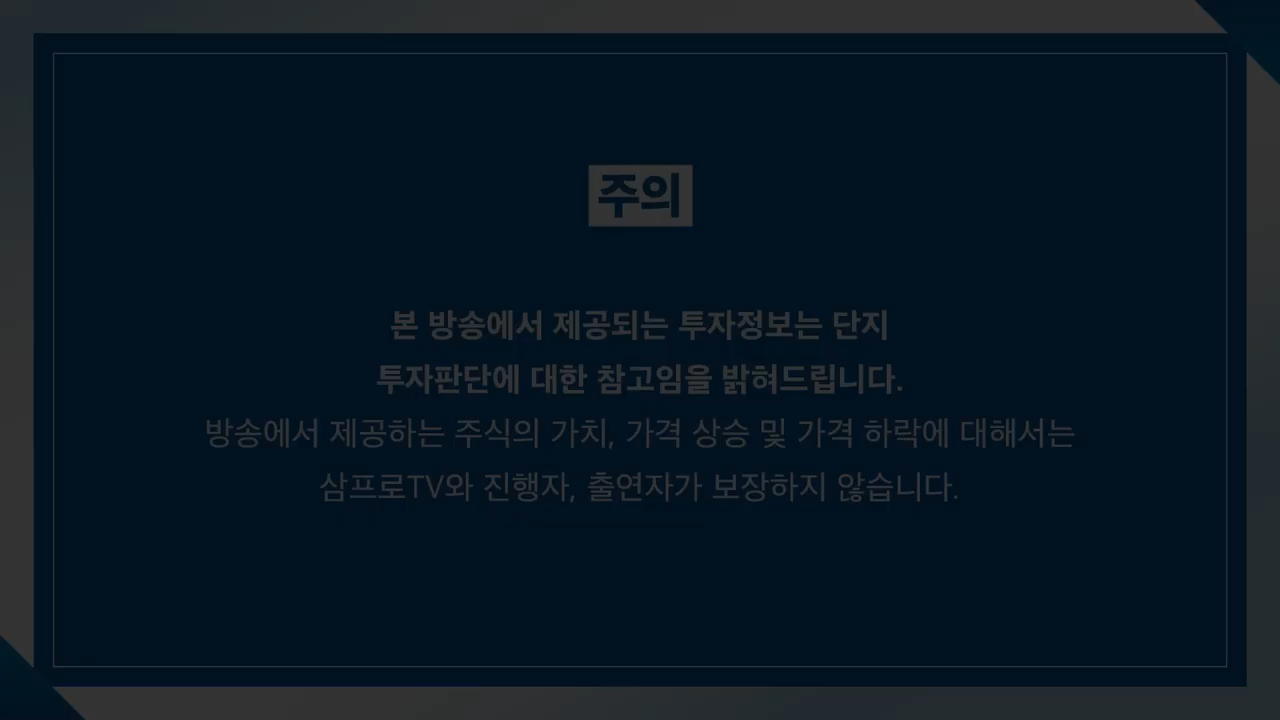 주의
본 방송에서 제공되는 투자정보는 단지
투자판단에 대한 참고임을 밝혀드립니다.
방송에서 제공하는 주식의 가치, 가격 상승 및 가격 하락에 대해서는
삼프로TV와 진행자, 출연자가 보장하지 않습니다.